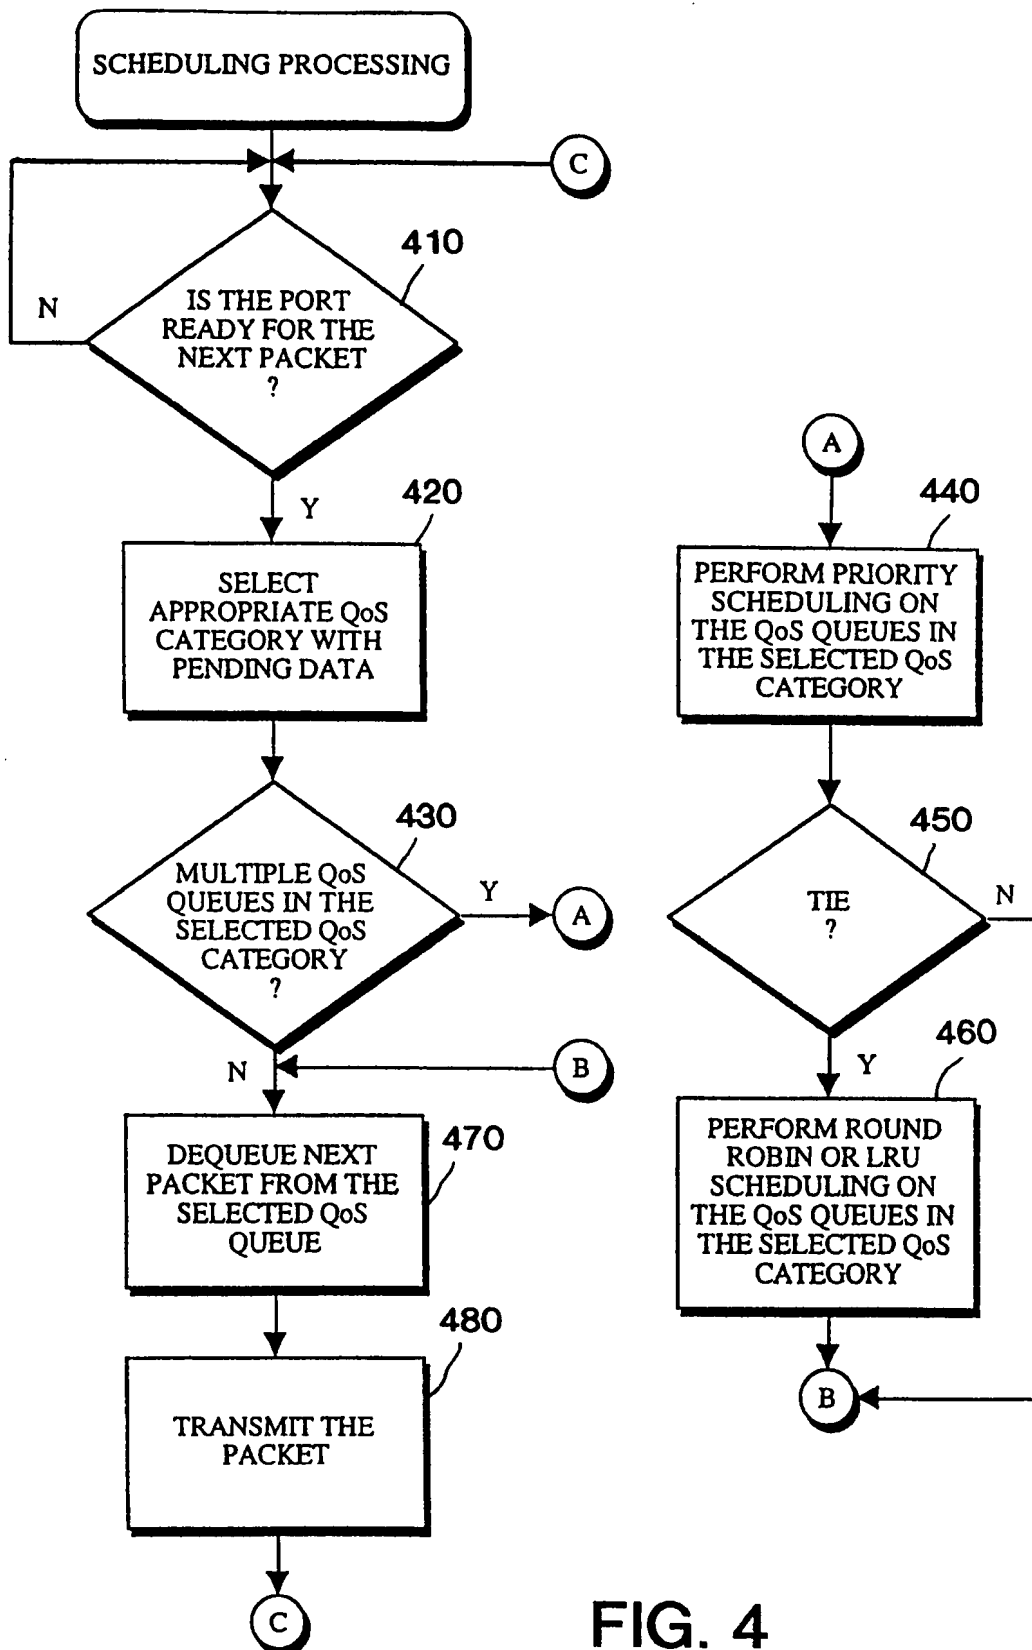 SCHEDULING PROCESSING
C
410
IS THE PORT
READY FOR THE
NEXT PACKET
?
N
Y
420
SELECT
APPROPRIATE QoS
CATEGORY WITH
PENDING DATA
430
MULTIPLE QoS
QUEUES IN THE
SELECTED QoS
CATEGORY
?
Y
A
N
B
470
DEQUEUE NEXT
PACKET FROM THE
SELECTED QoS
QUEUE
480
TRANSMIT THE
PACKET
C
A
440
PERFORM PRIORITY
SCHEDULING ON
THE QoS QUEUES IN
THE SELECTED QoS
CATEGORY
450
TIE
?
N
Y
460
PERFORM ROUND
ROBIN OR LRU
SCHEDULING ON
THE QoS QUEUES IN
THE SELECTED QoS
CATEGORY
B
FIG. 4